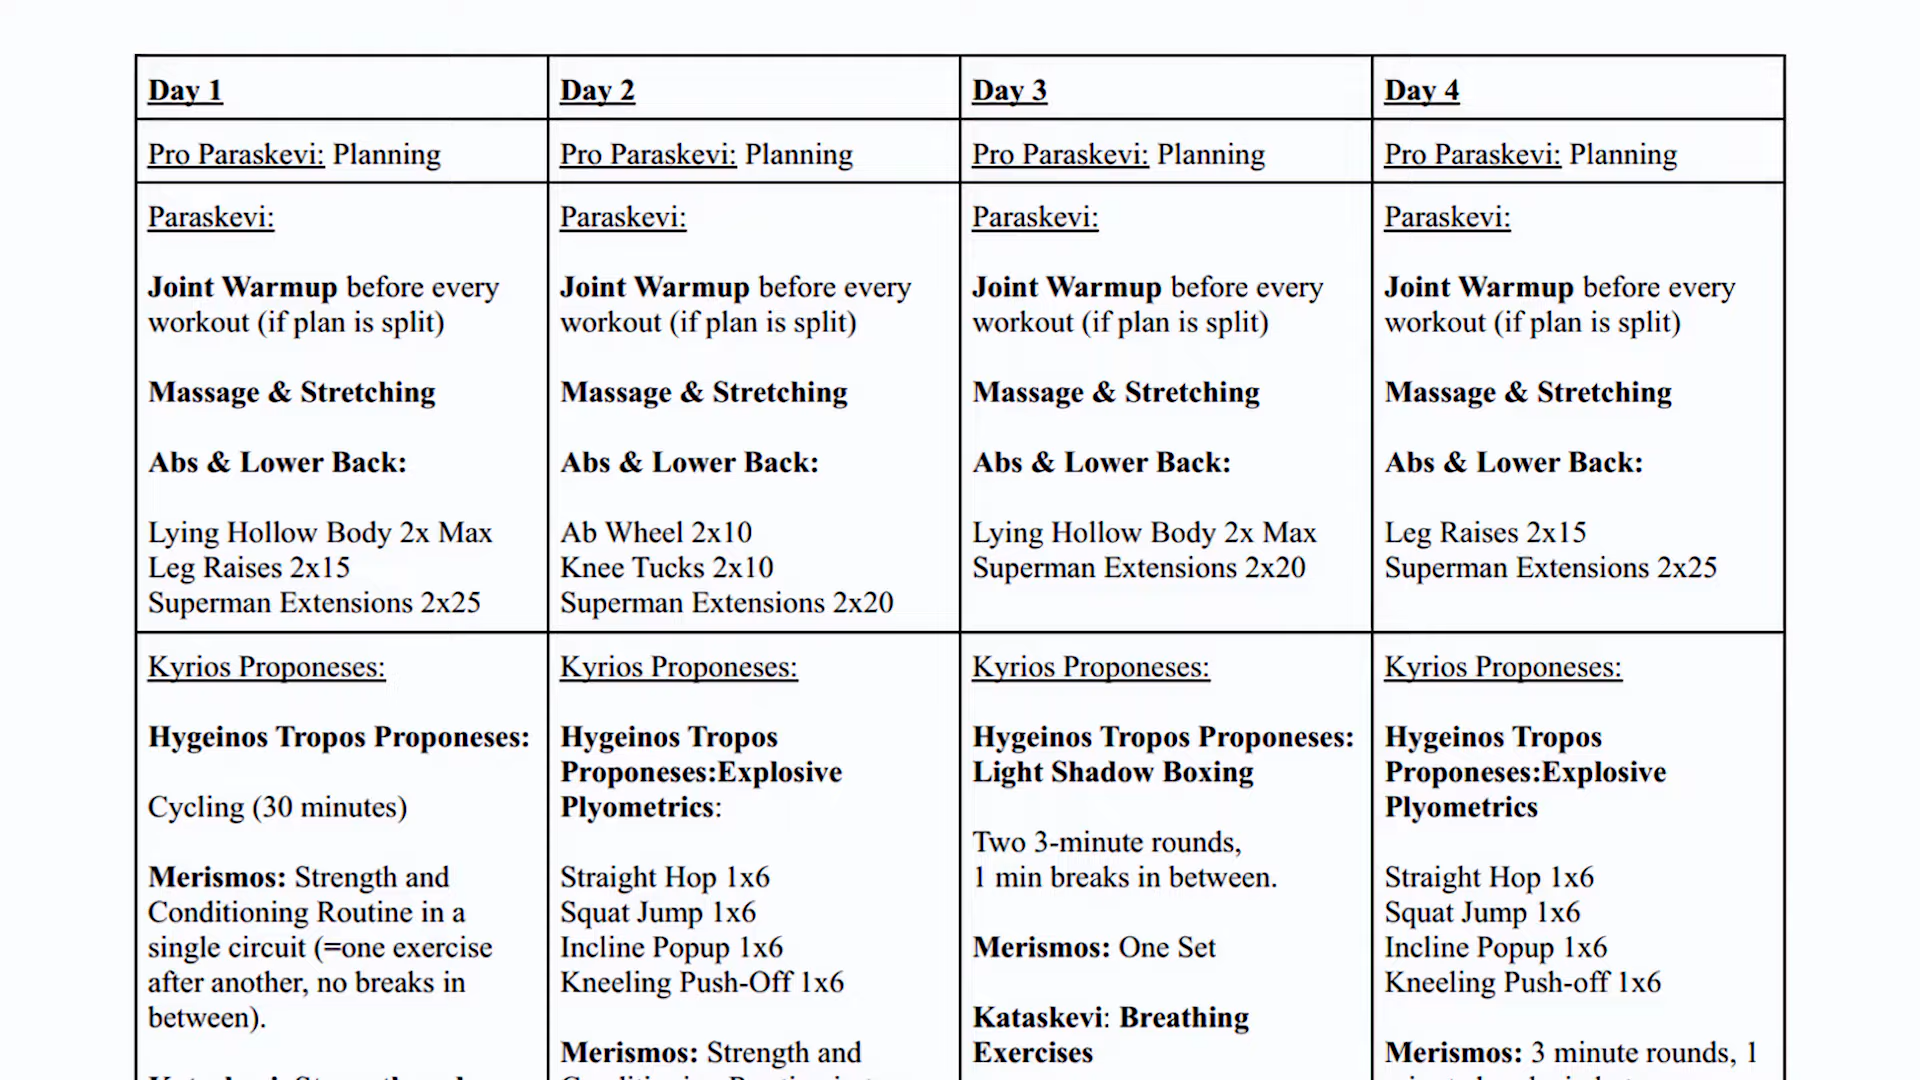 Day 1
Day 2
Day 3
Day 4
Pro Paraskevi: Planning
Pro Paraskevi: Planning
Pro Paraskevi: Planning
Pro Paraskevi: Planning
Paraskevi:
Joint Warmup before every
workout (if plan is split)
Massage & Stretching
Abs & Lower Back:
Lying Hollow Body 2x Max
Leg Raises 2x15
Superman Extensions 2x25
Paraskevi:
Joint Warmup before every
workout (if plan is split)
Massage & Stretching
Abs & Lower Back:
Ab Wheel 2x10
Knee Tucks 2x10
Superman Extensions 2x20
Paraskevi:
Joint Warmup before every
workout (if plan is split)
Massage & Stretching
Abs & Lower Back:
Lying Hollow Body 2x Max
Superman Extensions 2x20
Paraskevi:
Joint Warmup before every
workout (if plan is split)
Massage & Stretching
Abs & Lower Back:
Leg Raises 2x15
Superman Extensions 2x25
Kyrios Proponeses:
Hygeinos Tropos Proponeses:
Cycling (30 minutes)
Merismos: Strength and
Conditioning Routine in a
single circuit (=one exercise
after another, no breaks in
between).
Kyrios Proponeses:
Hygeinos Tropos
Proponeses:Explosive
Plyometrics:
Straight Hop 1x6
Squat Jump 1x6
Incline Popup 1x6
Kneeling Push-Off 1x6
Merismos: Strength and
Kyrios Proponeses:
Hygeinos Tropos Proponeses:
Light Shadow Boxing
Two 3-minute rounds,
1 min breaks in between.
Merismos: One Set
Kataskevi: Breathing
Exercises
Kyrios Proponeses:
Hygeinos Tropos
Proponeses:Explosive
Plyometrics
Straight Hop 1x6
Squat Jump 1x6
Incline Popup 1x6
Kneeling Push-off 1x6
Merismos: 3 minute rounds, 1